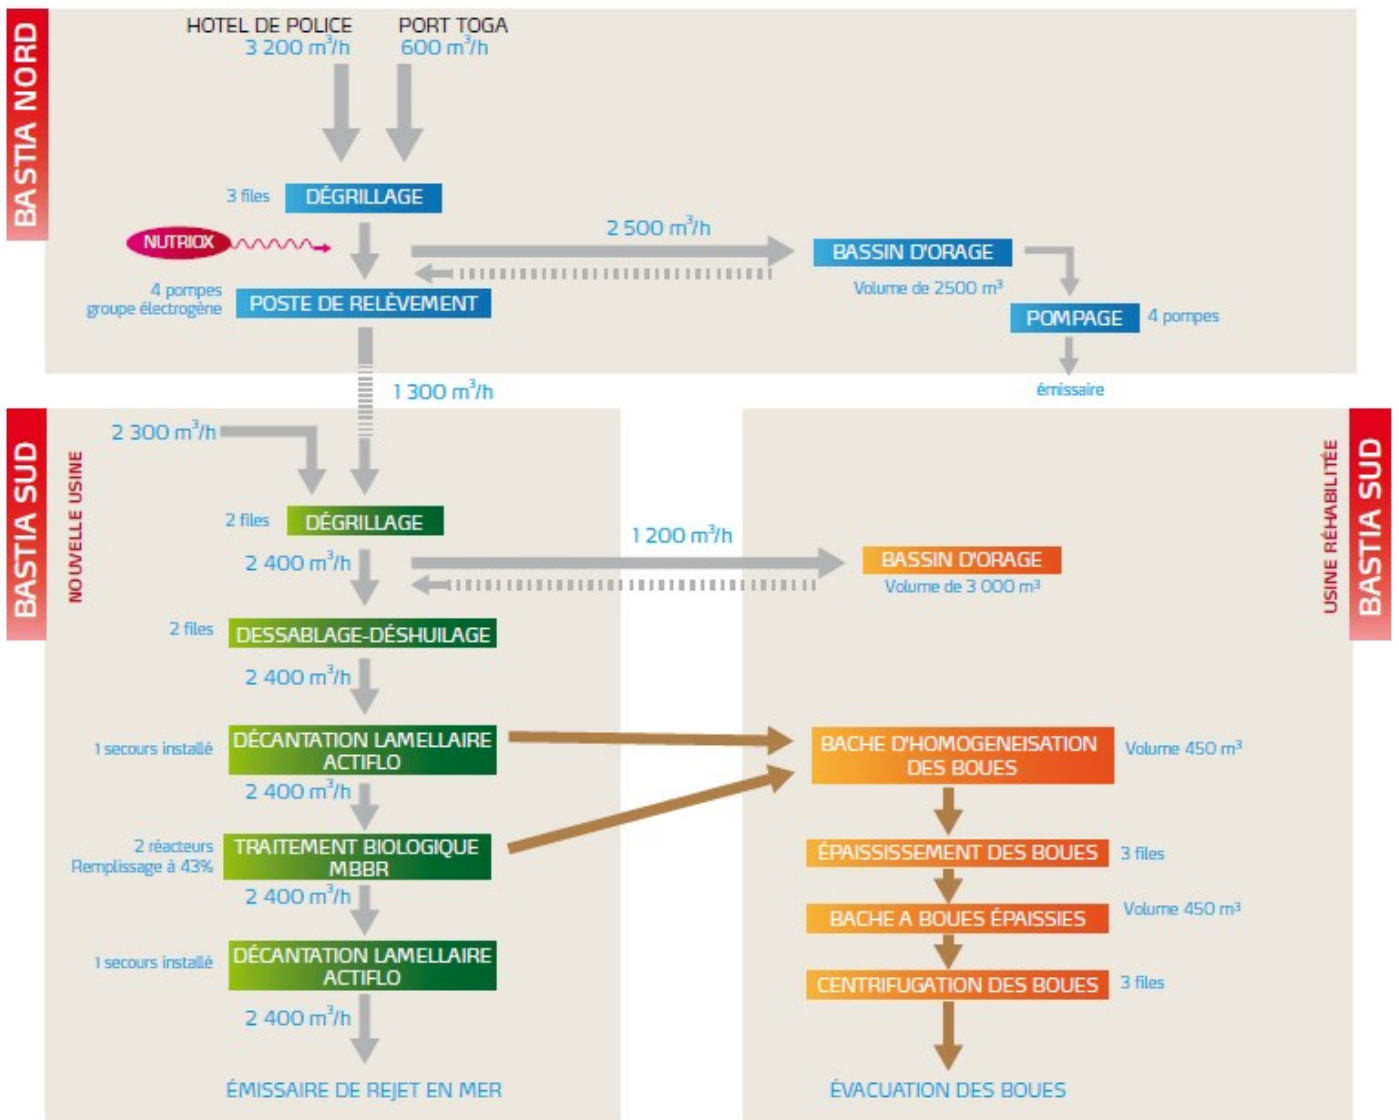 BASTIA NORD
HOTEL DE POLICE
3 200 m³/h
PORT TOGA
600 m³/h
3 files
DÉGRILLAGE
NUTRIOX
2 500 m³/h
BASSIN D'ORAGE
Volume de 2500 m³
4 pompes
groupe électrogène
POSTE DE RELÈVEMENT
POMPAGE
4 pompes
émissaire
1 300 m³/h
BASTIA SUD
NOUVELLE USINE
2 300 m³/h
2 files
DÉGRILLAGE
2 400 m³/h
1 200 m³/h
BASSIN D'ORAGE
Volume de 3 000 m³
USINE RÉHABILITÉE
BASTIA SUD
2 files
DESSABLAGE-DÉSHUILAGE
2 400 m³/h
1 secours installé
DÉCANTATION LAMELLAIRE
ACTIFLO
2 400 m³/h
BACHE D'HOMOGENEISATION
DES BOUES
Volume 450 m³
2 réacteurs
Remplissage à 43%
TRAITEMENT BIOLOGIQUE
MBBR
2 400 m³/h
ÉPAISSISSEMENT DES BOUES
3 files
BACHE A BOUES ÉPAISSIES
Volume 450 m³
1 secours installé
DÉCANTATION LAMELLAIRE
ACTIFLO
2 400 m³/h
CENTRIFUGATION DES BOUES
3 files
ÉMISSAIRE DE REJET EN MER
ÉVACUATION DES BOUES